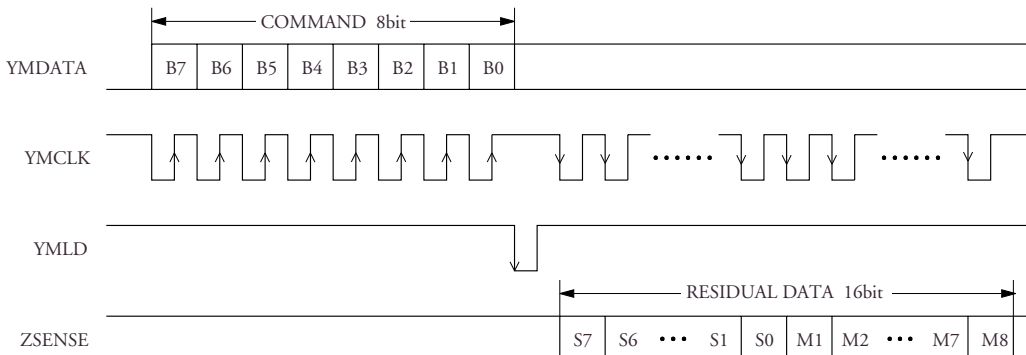 COMMAND 8bit
YMDATA B7 B6 B5 B4 B3 B2 B1 B0
YMCLK ······ ······
YMLD
RESIDUAL DATA 16bit
ZSENSE S7 S6 ··· S1 S0 M1 M2 ··· M7 M8